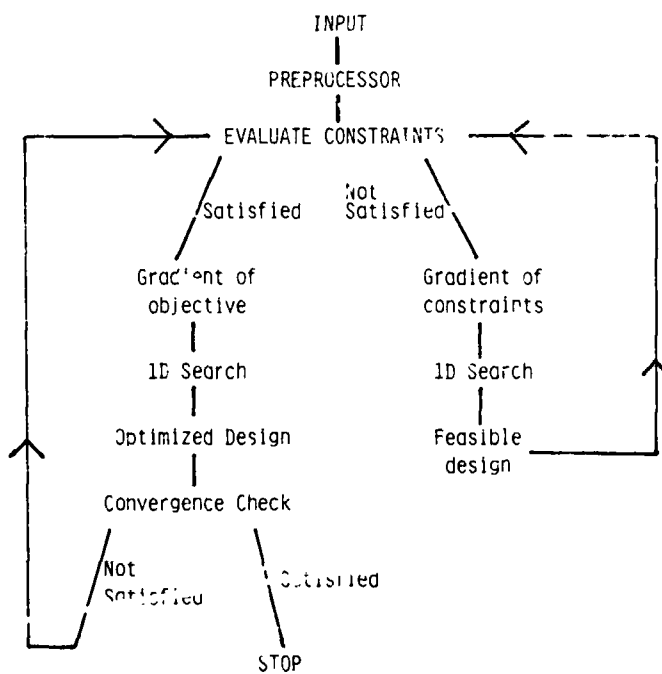 INPUT
PREPROCESSOR
EVALUATE CONSTRAINTS
Satisfied
Not
Satisfied
Gradient of
objective
Gradient of
constraints
1D Search
1D Search
Optimized Design
Feasible
design
Convergence Check
Not
Satisfied
Satisfied
STOP